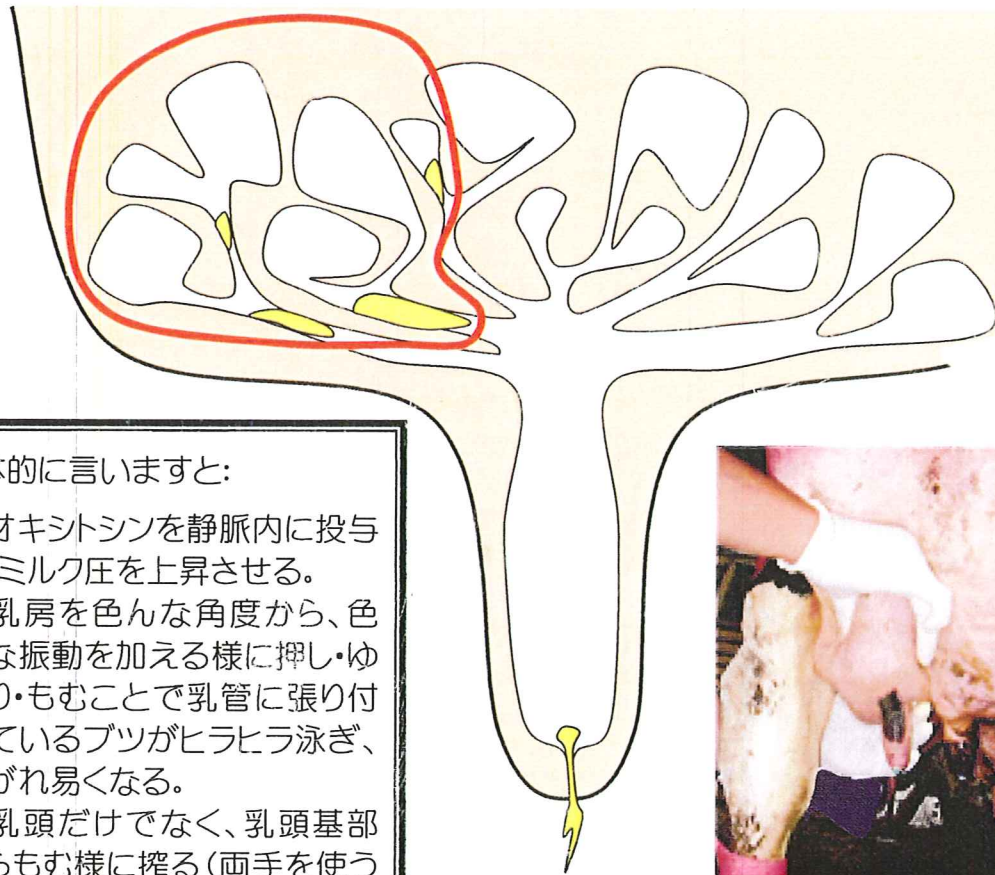 体的に言いますと:
オキシトシンを静脈内に投与
ミルク圧を上昇させる。
乳房を色んな角度から、色
な振動を加える様に押し・ゆ
り・もむことで乳管に張り付
ているブツがヒラヒラ泳ぎ、
がれ易くなる。
乳頭だけでなく、乳頭基部
らもむ様に搾る(両手を使う